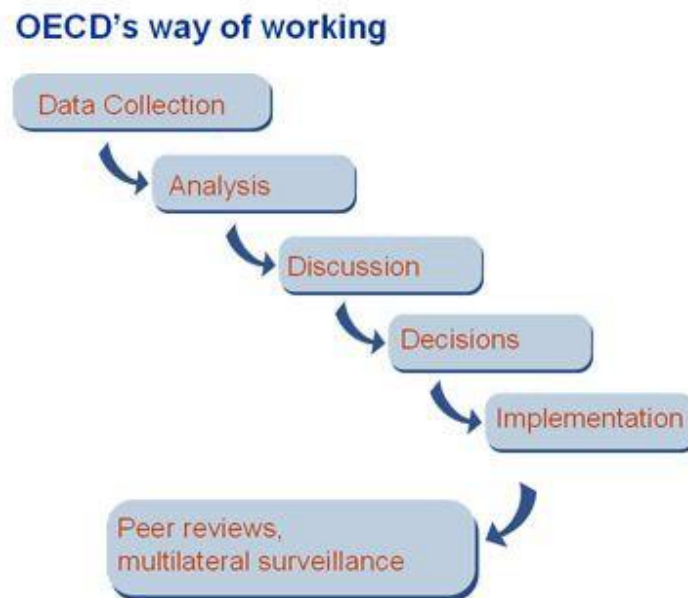 OECD’s way of working
Data Collection
Analysis
Discussion
Decisions
Implementation
Peer reviews,
multilateral surveillance